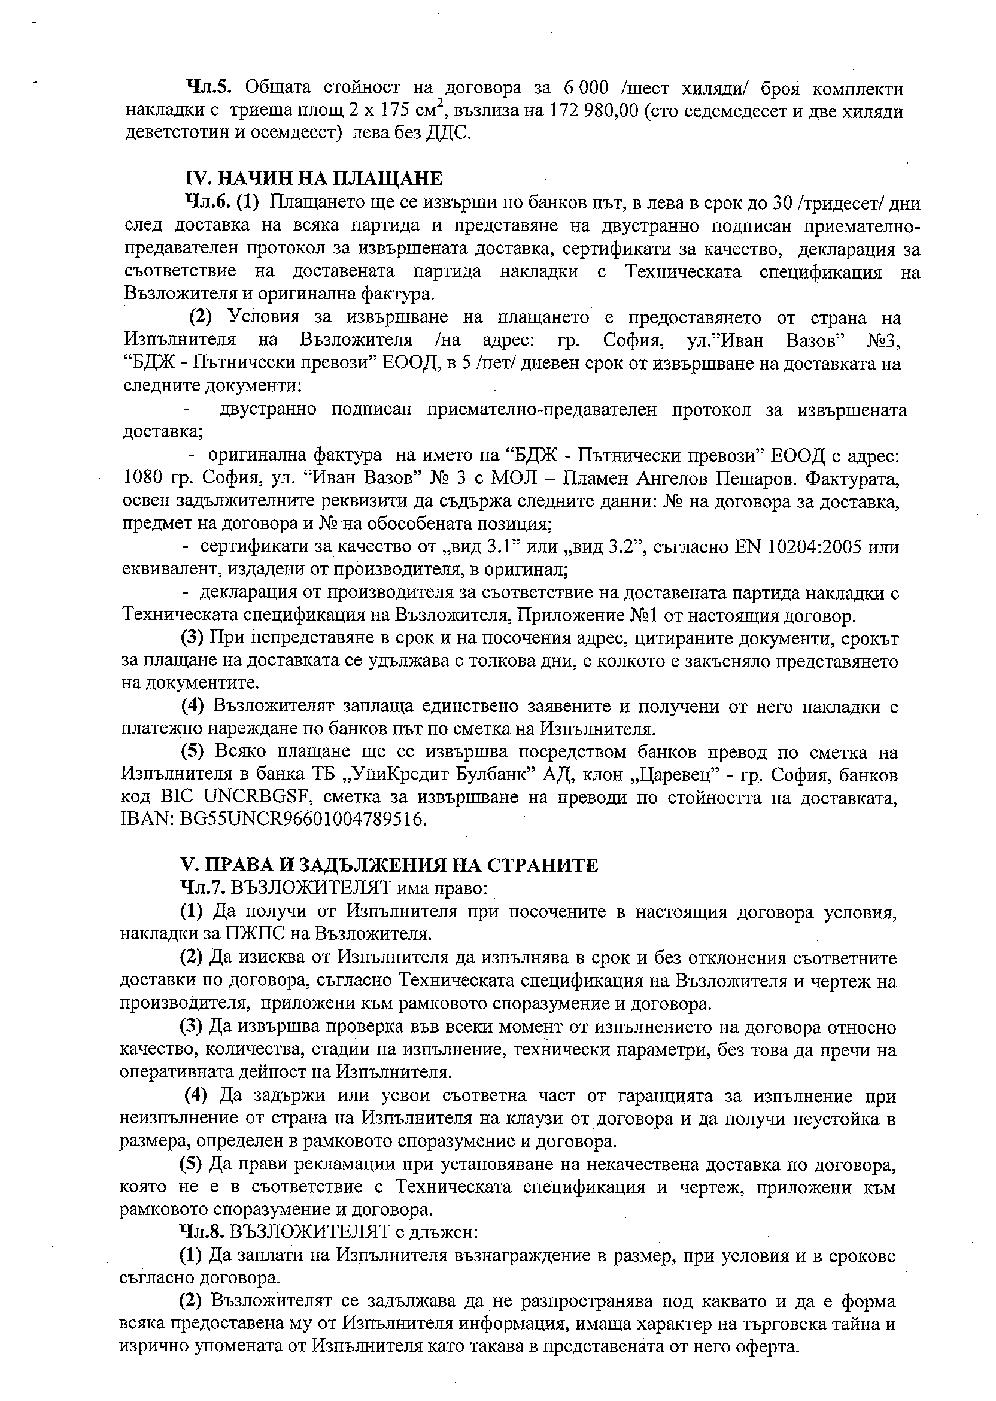 Чл.5. Общата стойност на договора за 6 000 /шест хиляди/ броя комплекти
накладки с триеща площ 2 х 175 см², възлиза на 172 980,00 (сто седемдесет и две хиляди
деветстотин и осемдесет) лева без ДДС.
IV. НАЧИН НА ПЛАЩАНЕ
Чл.6. (1) Плащането ще се извърши по банков път, в лева в срок до 30 /тридесет/ дни
след доставка на всяка партида и представяне на двустранно подписан приемателно-
предавателен протокол за извършената доставка, сертификати за качество, декларация за
съответствие на доставената партида накладки с Техническата спецификация на
Възложителя и оригинална фактура.
(2) Условия за извършване на плащането е предоставянето от страна на
Изпълнителя на Възложителя /на адрес: гр. София, ул."Иван Вазов" №3,
"БДЖ - Пътнически превози" ЕООД, в 5 /пет/ дневен срок от извършване на доставката на
следните документи:
- двустранно подписан приемателно-предавателен протокол за извършената
доставка;
- оригинална фактура на името на "БДЖ - Пътнически превози" ЕООД с адрес:
1080 гр. София, ул. "Иван Вазов" № 3 с МОЛ – Пламен Ангелов Пешаров. Фактурата,
освен задължителните реквизити да съдържа следните данни: № на договора за доставка,
предмет на договора и № на обособената позиция;
- сертификати за качество от „вид 3.1" или „вид 3.2", съгласно EN 10204:2005 или
еквивалент, издадени от производителя, в оригинал;
- декларация от производителя за съответствие на доставената партида накладки с
Техническата спецификация на Възложителя, Приложение №1 от настоящия договор.
(3) При непредставяне в срок и на посочения адрес, цитираните документи, срокът
за плащане на доставката се удължава с толкова дни, с колкото е закъсняло представянето
на документите.
(4) Възложителят заплаща единствено заявените и получени от него накладки с
платежно нареждане по банков път по сметка на Изпълнителя.
(5) Всяко плащане ще се извършва посредством банков превод по сметка на
Изпълнителя в банка ТБ „УниКредит Булбанк" АД, клон „Царевец" - гр. София, банков
код BIC UNCRBGSF, сметка за извършване на преводи по стойността на доставката,
IBAN: BG55UNCR96601004789516.
V. ПРАВА И ЗАДЪЛЖЕНИЯ НА СТРАНИТЕ
Чл.7. ВЪЗЛОЖИТЕЛЯТ има право:
(1) Да получи от Изпълнителя при посочените в настоящия договора условия,
накладки за ПЖПС на Възложителя.
(2) Да изисква от Изпълнителя да изпълнява в срок и без отклонения съответните
доставки по договора, съгласно Техническата спецификация на Възложителя и чертеж на
производителя, приложени към рамковото споразумение и договора.
(3) Да извършва проверка във всеки момент от изпълнението на договора относно
качество, количества, стадии на изпълнение, технически параметри, без това да пречи на
оперативната дейност на Изпълнителя.
(4) Да задържи или усвои съответна част от гаранцията за изпълнение при
неизпълнение от страна на Изпълнителя на клаузи от договора и да получи неустойка в
размера, определен в рамковото споразумение и договора.
(5) Да прави рекламации при установяване на некачествена доставка по договора,
която не е в съответствие с Техническата спецификация и чертеж, приложени към
рамковото споразумение и договора.
Чл.8. ВЪЗЛОЖИТЕЛЯТ е длъжен:
(1) Да заплати на Изпълнителя възнаграждение в размер, при условия и в срокове
съгласно договора.
(2) Възложителят се задължава да не разпространява под каквато и да е форма
всяка предоставена му от Изпълнителя информация, имаща характер на търговска тайна и
изрично упомената от Изпълнителя като такава в представената от него оферта.